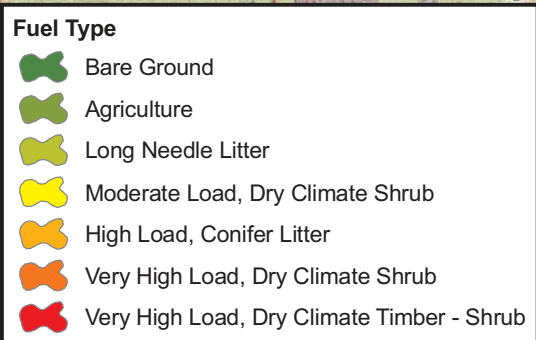 Fuel Type
Bare Ground
Agriculture
Long Needle Litter
Moderate Load, Dry Climate Shrub
High Load, Conifer Litter
Very High Load, Dry Climate Shrub
Very High Load, Dry Climate Timber - Shrub